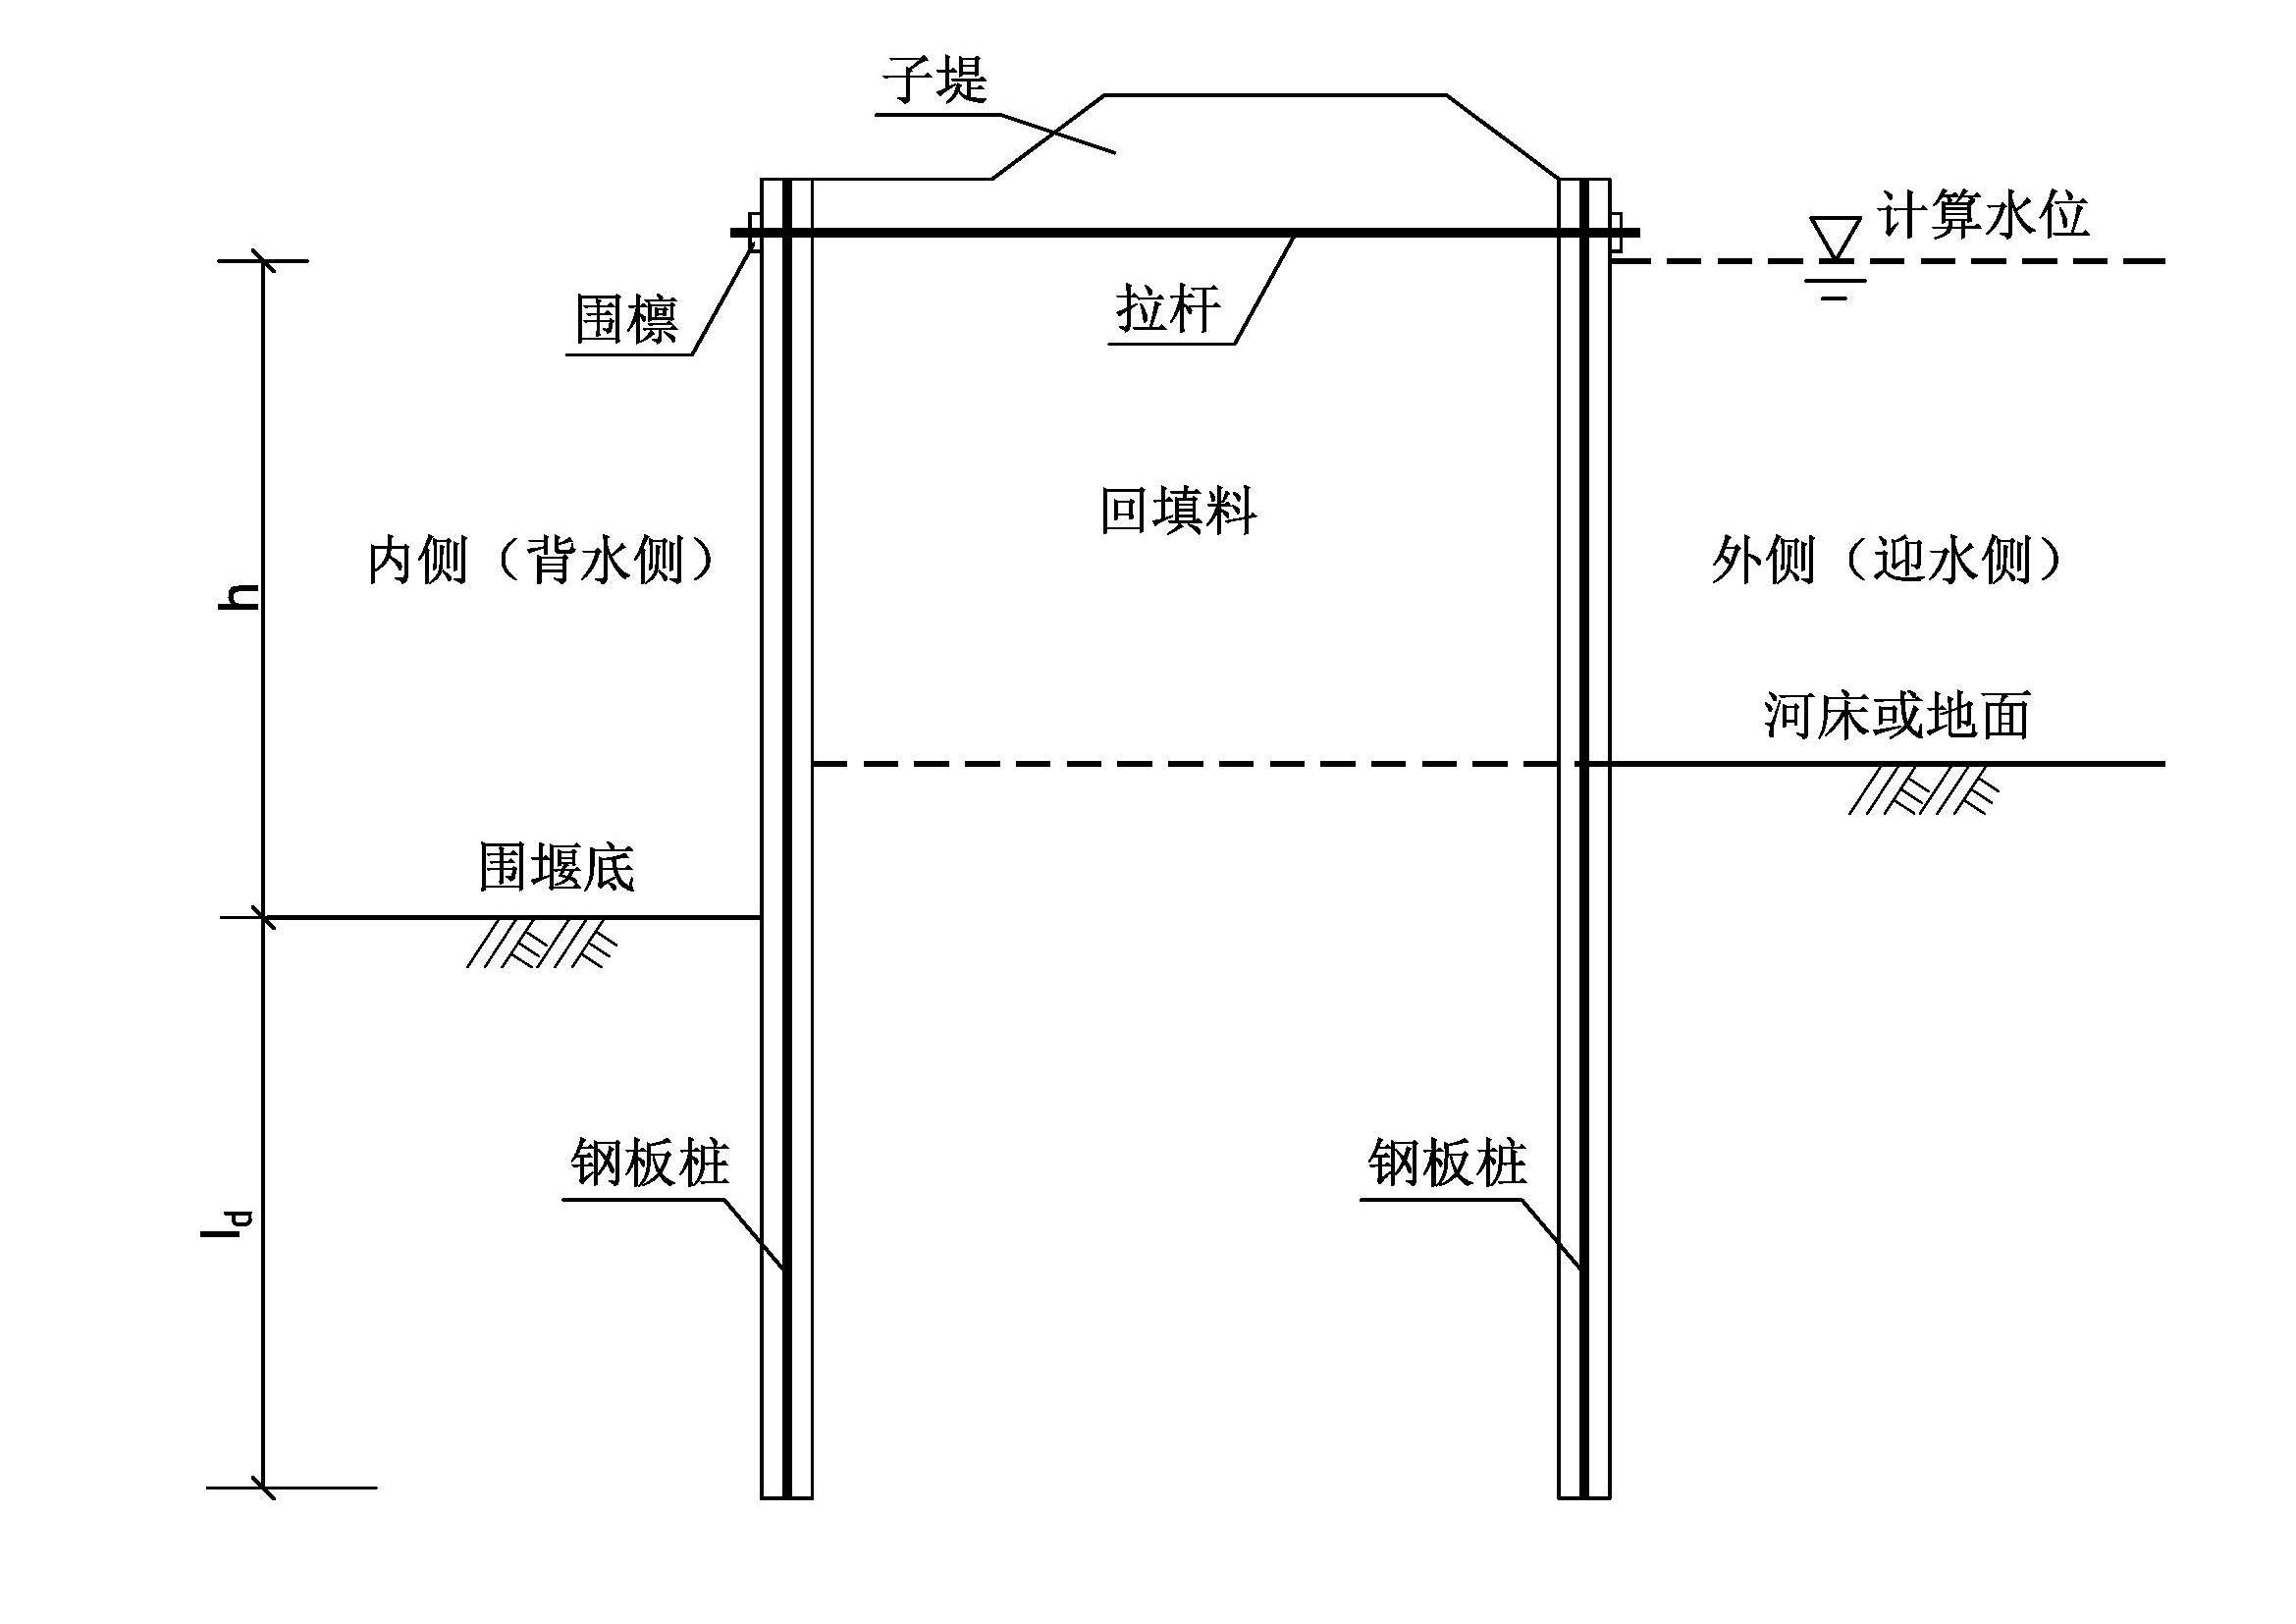 子堤
计算水位
围檩
拉杆
回填料
内侧（背水侧）
外侧（迎水侧）
h
河床或地面
围堰底
钢板桩
钢板桩
ld